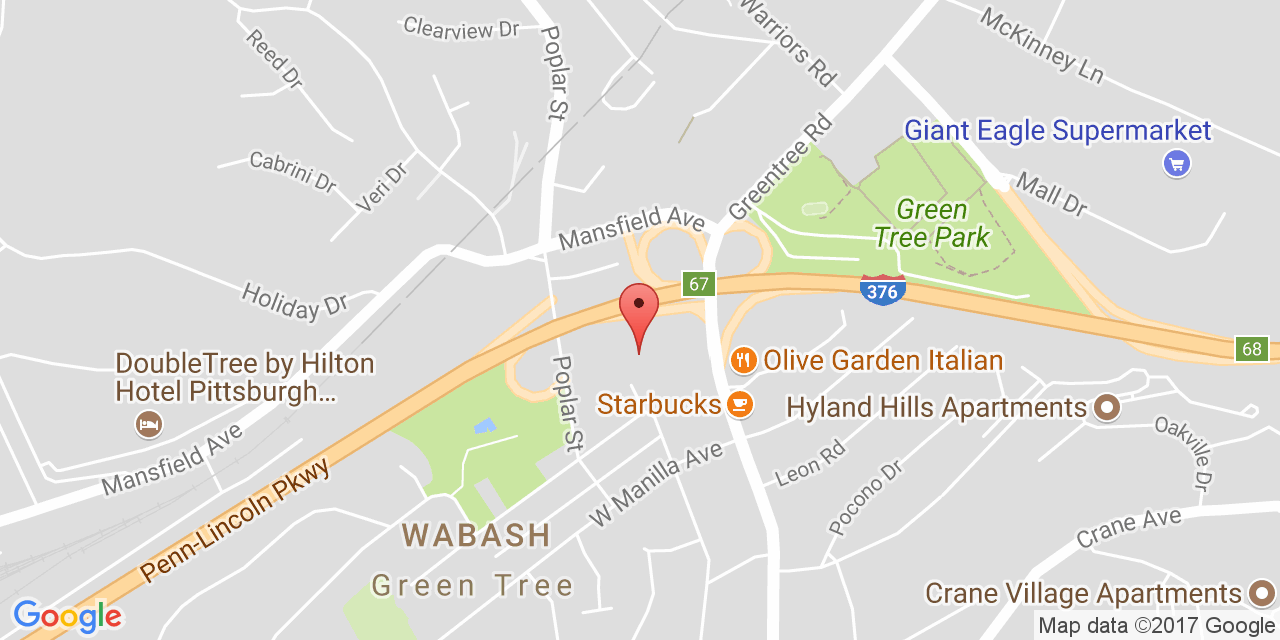 Clearview Dr
Reed Dr
Poplar St
Warriors Rd
McKinney Ln
Giant Eagle Supermarket
Cabrini Dr
Veri Dr
Greentree Rd
Mall Dr
Mansfield Ave
Green
Tree Park
67
376
Holiday Dr
68
DoubleTree by Hilton
Hotel Pittsburgh...
Poplar St
Olive Garden Italian
Starbucks
Hyland Hills Apartments
Mansfield Ave
Penn-Lincoln Pkwy
W Manilla Ave
Leon Rd
Pocono Dr
Oakville Dr
Crane Ave
WABASH
Green Tree
Crane Village Apartments
Google
Map data ©2017 Google